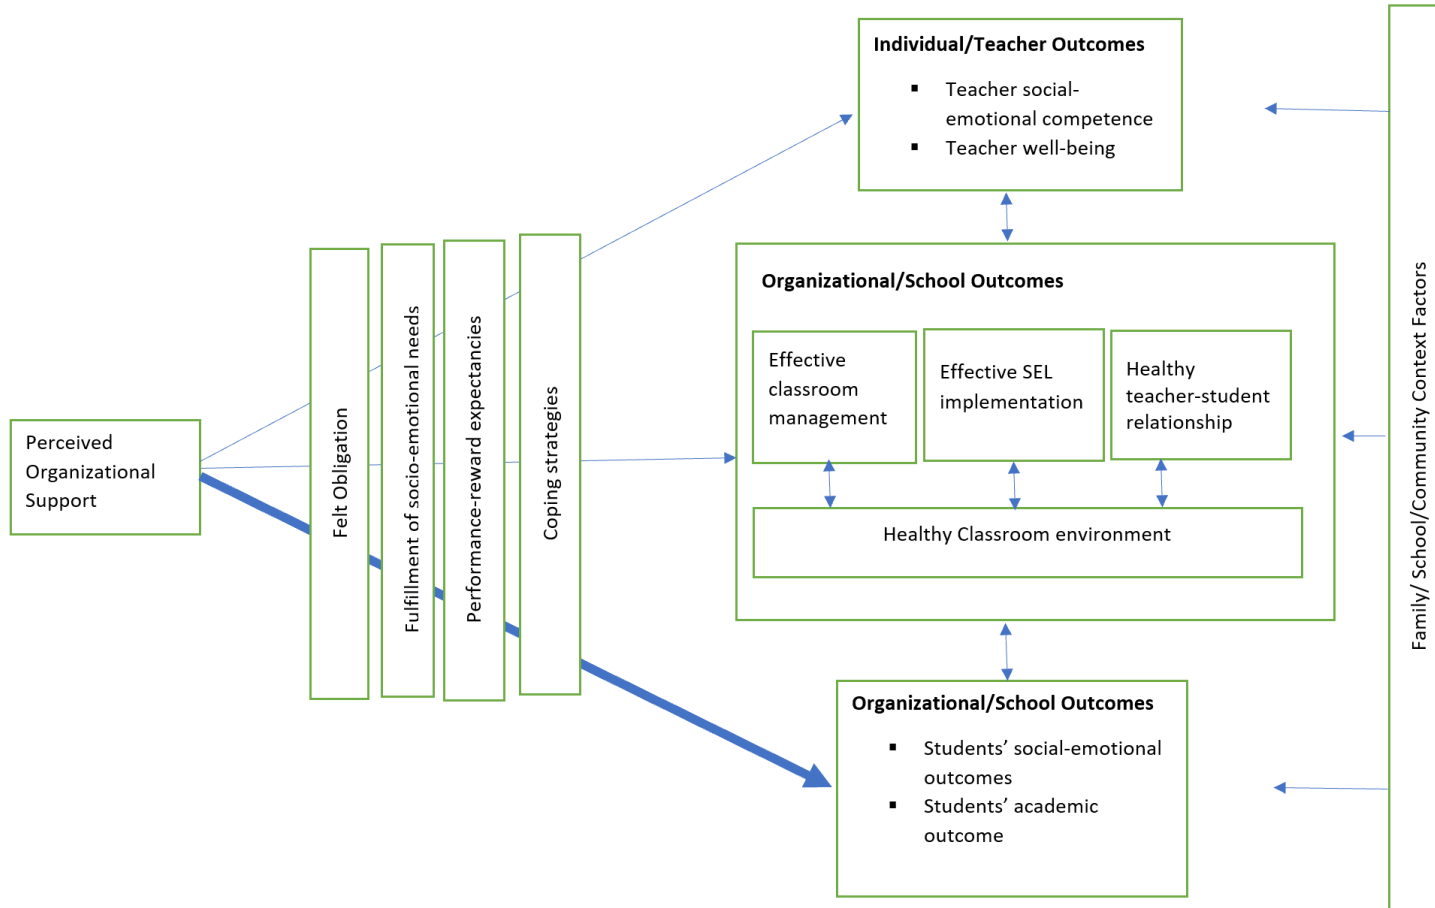 Perceived
Organizational
Support
Felt Obligation
Fulfillment of socio-emotional needs
Performance-reward expectancies
Coping strategies
Individual/Teacher Outcomes
▪ Teacher social-
emotional competence
▪ Teacher well-being
Organizational/School Outcomes
Effective
classroom
management
Effective SEL
implementation
Healthy
teacher-student
relationship
Healthy Classroom environment
Organizational/School Outcomes
▪ Students’ social-emotional
outcomes
▪ Students’ academic
outcome
Family/ School/Community Context Factors